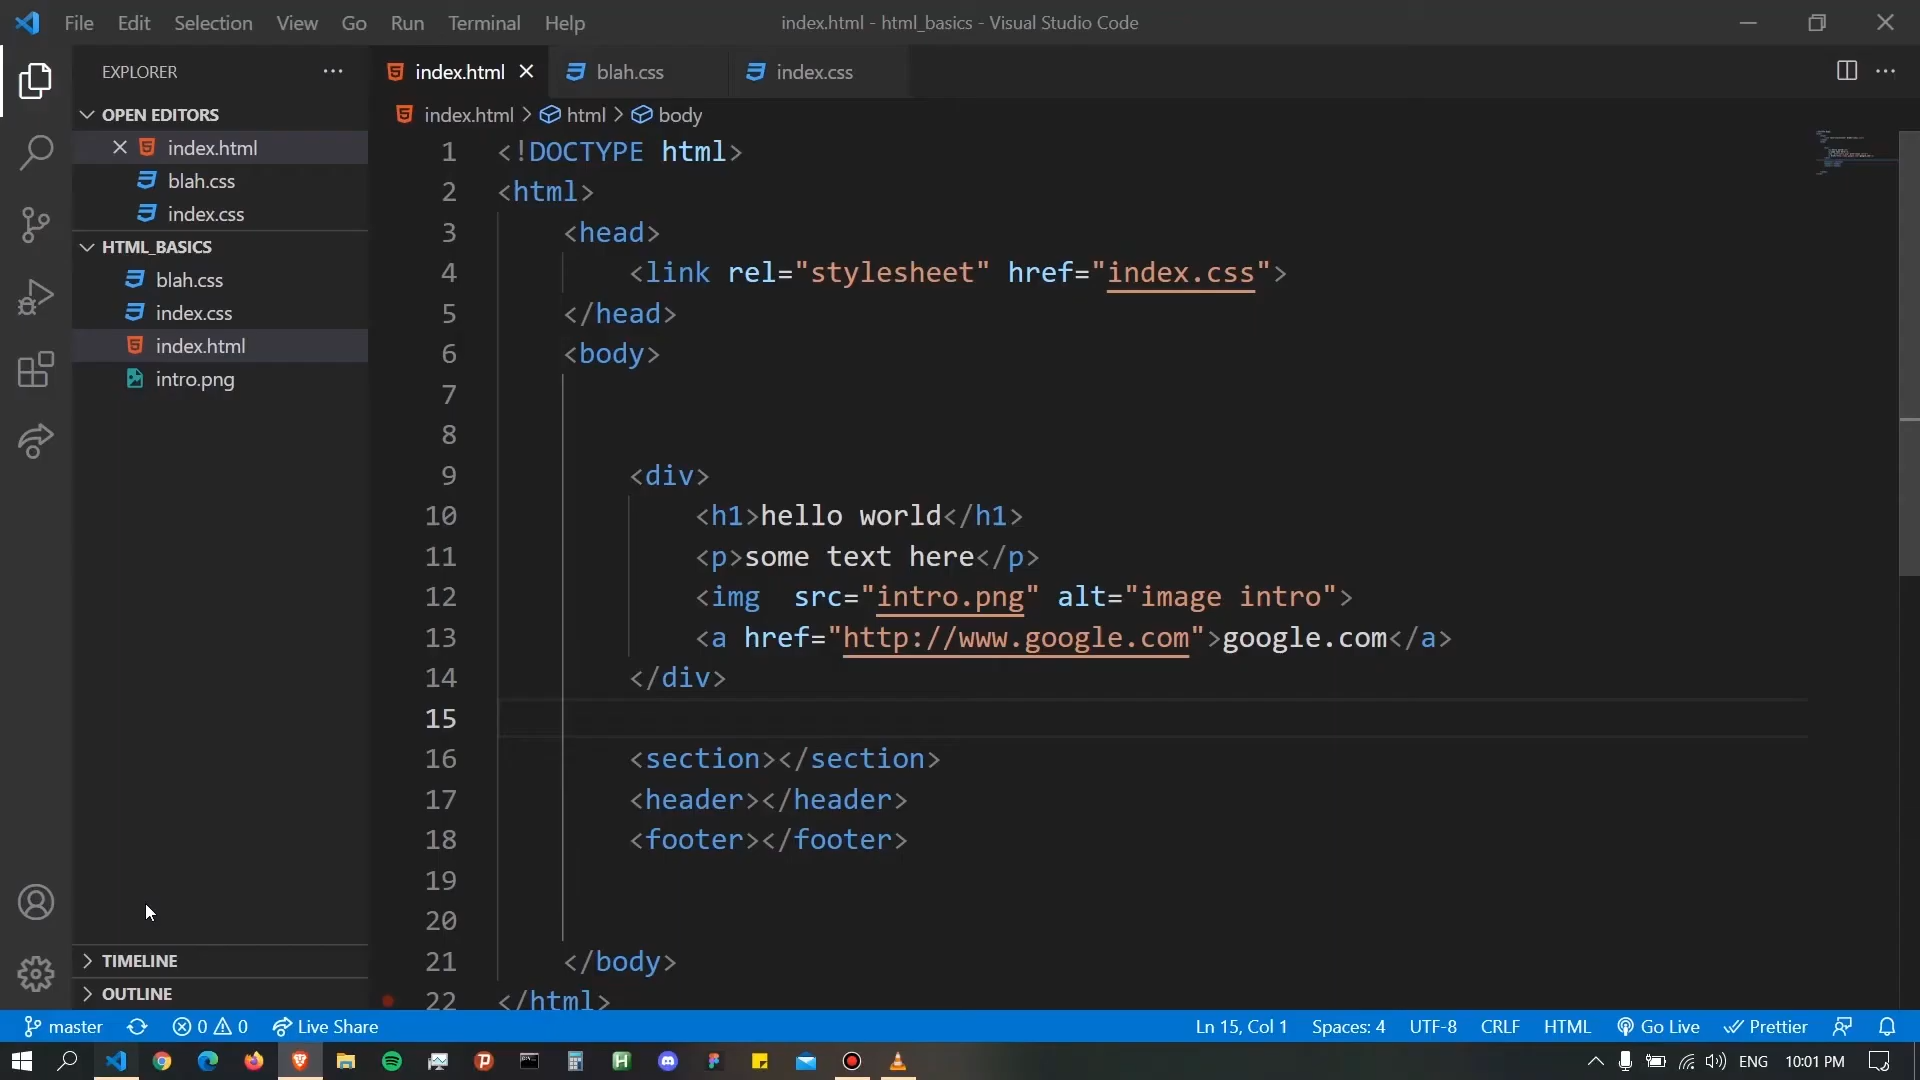 File Edit Selection View Go Run Terminal Help index.html - html_basics - Visual Studio Code
EXPLORER
OPEN EDITORS
index.html
blah.css
index.css
HTML_BASICS
blah.css
index.css
index.html
intro.png
TIMELINE
OUTLINE
index.html blah.css index.css
index.html > html > body
1 <!DOCTYPE html>
2 <html>
3 <head>
4 <link rel="stylesheet" href="index.css">
5 </head>
6 <body>
7
8
9 <div>
10 <h1>hello world</h1>
11 <p>some text here</p>
12 <img  src="intro.png" alt="image intro">
13 <a href="http://www.google.com">google.com</a>
14 </div>
15
16 <section></section>
17 <header></header>
18 <footer></footer>
19
20
21 </body>
22 </html>
master 0 0 Live Share Ln 15, Col 1 Spaces: 4 UTF-8 CRLF HTML Go Live Prettier
ENG 10:01 PM